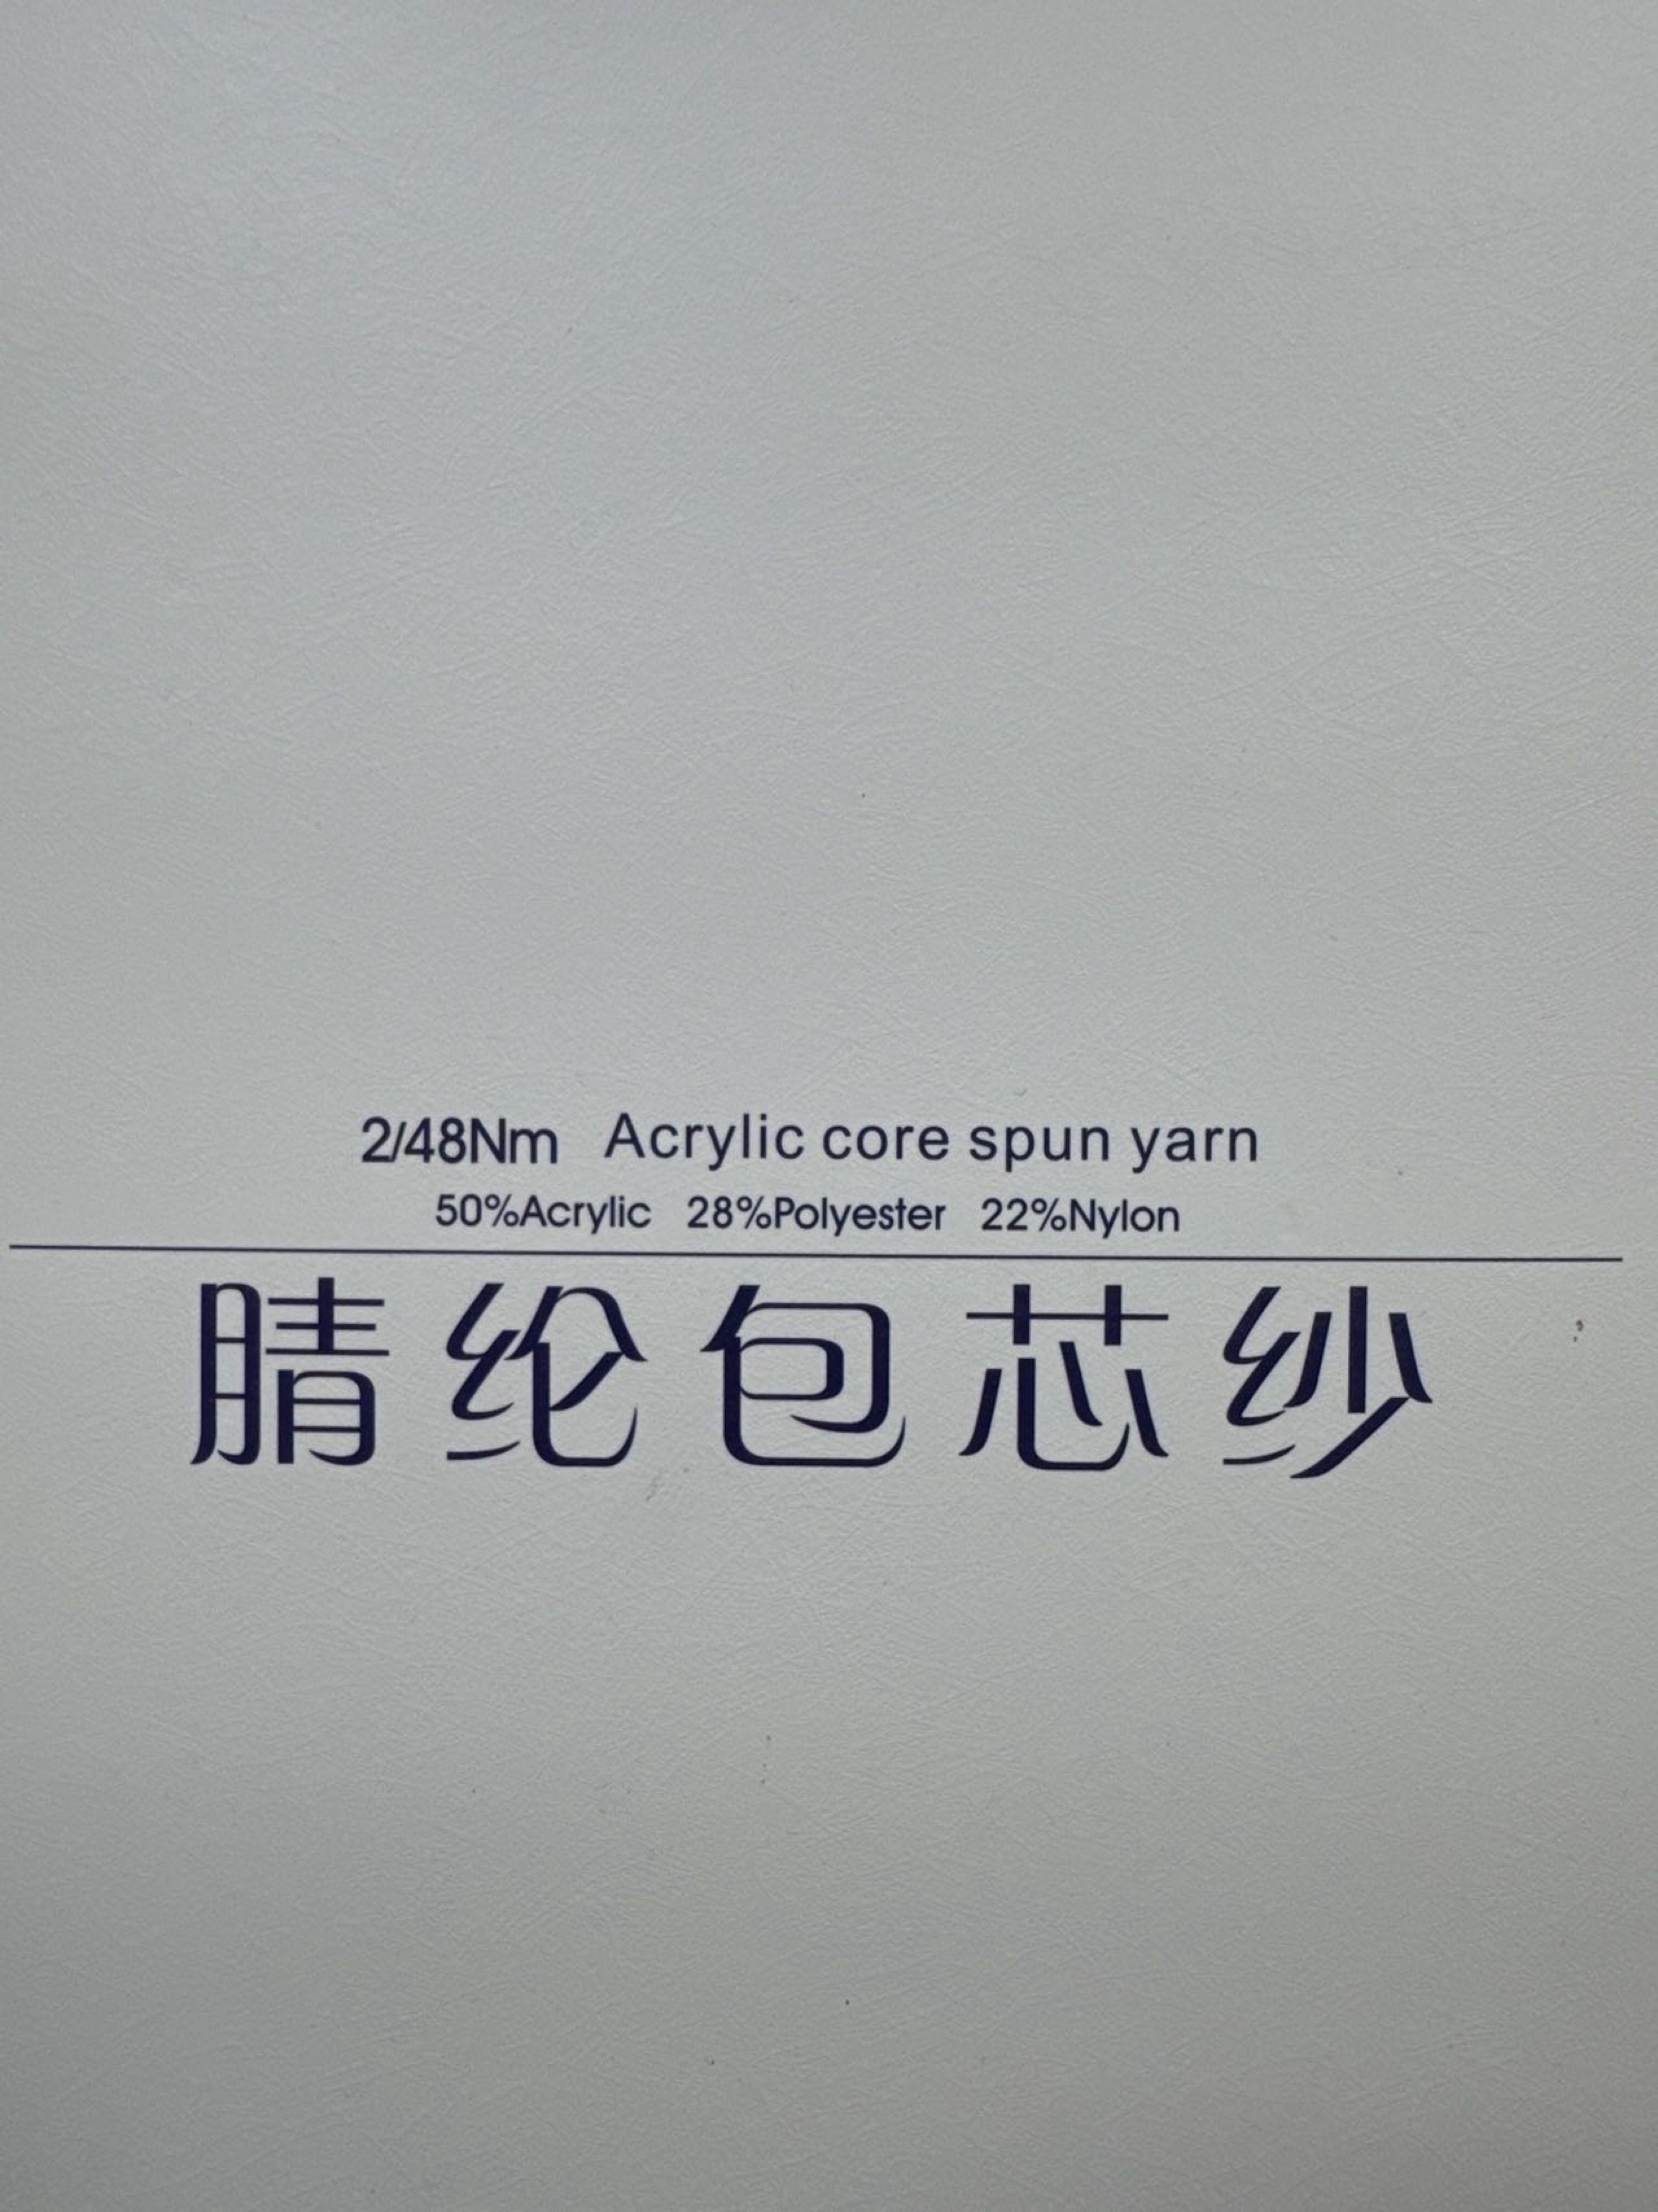 2/48Nm Acrylic core spun yarn
50%Acrylic 28%Polyester 22%Nylon
腈纶包芯纱